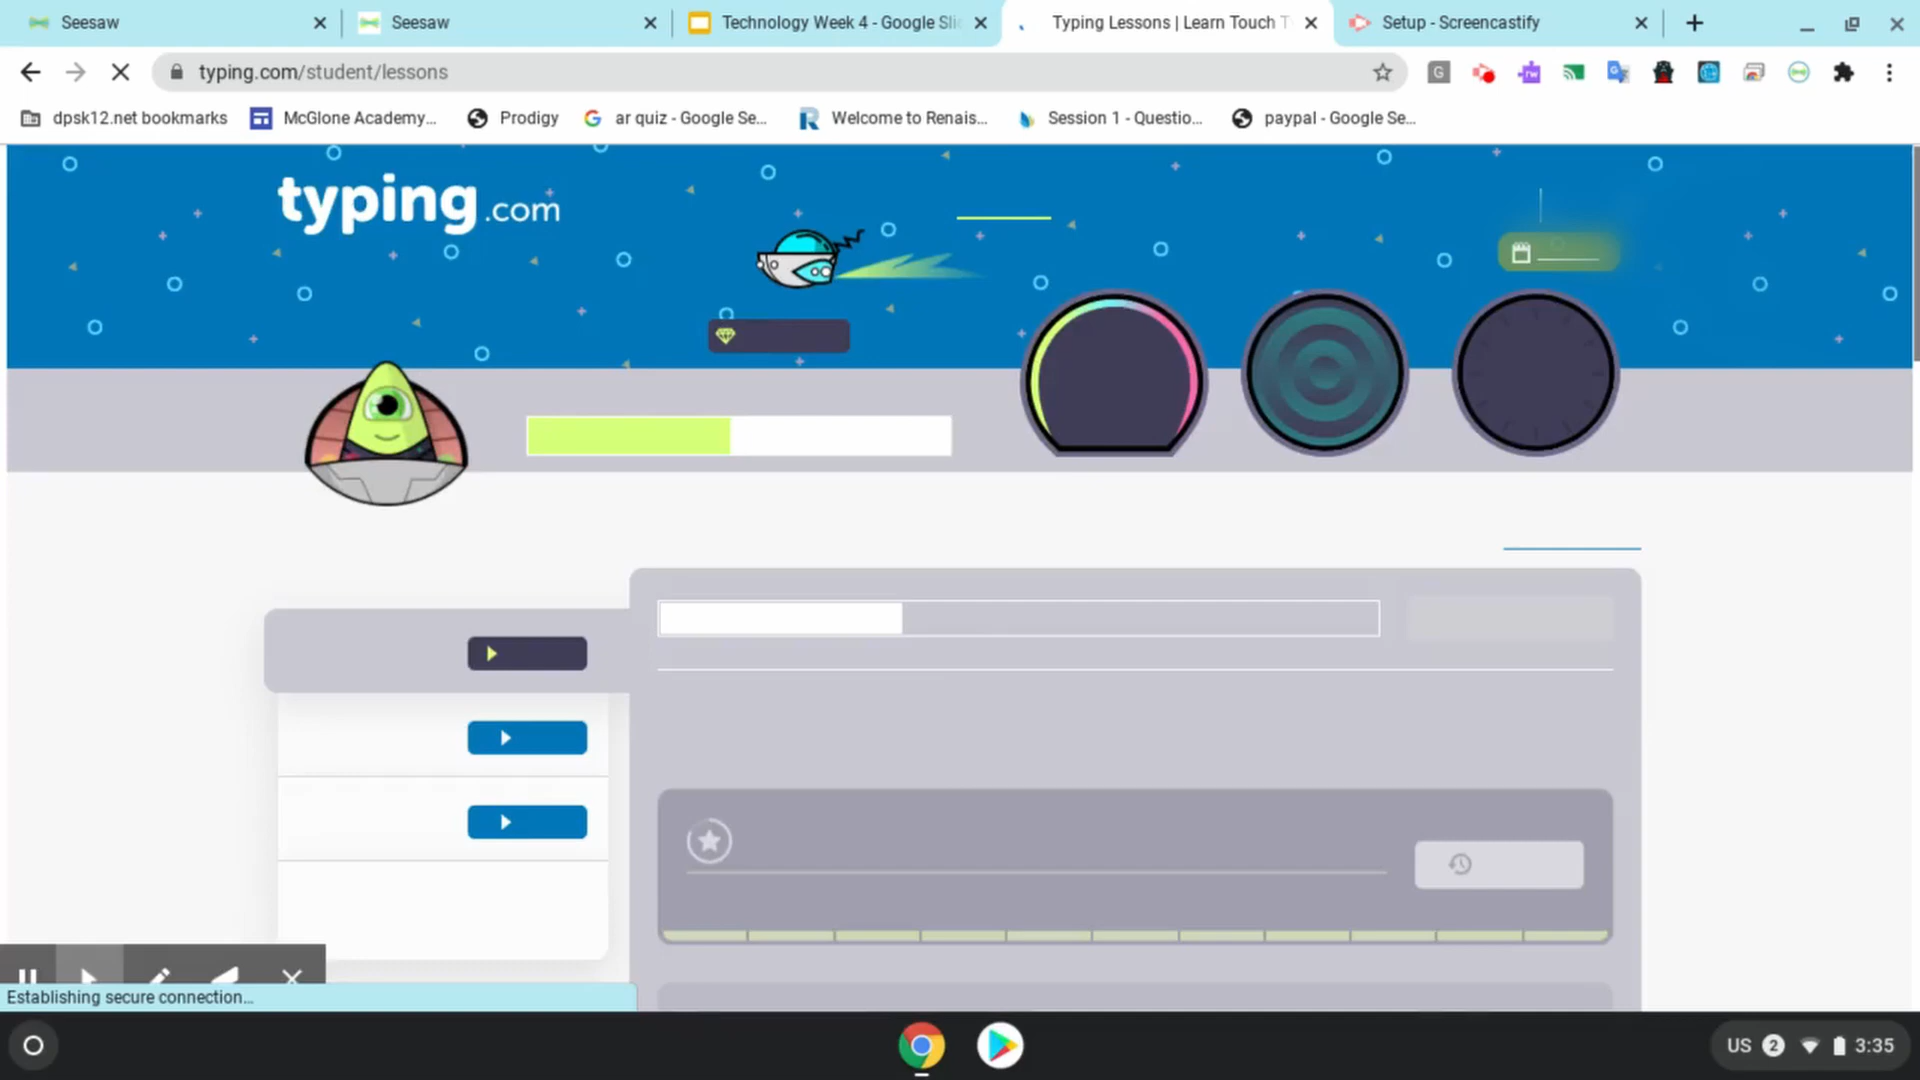 Seesaw
Seesaw
Technology Week 4 - Google Sli
Typing Lessons | Learn Touch T
Setup - Screencastify
typing.com/student/lessons
dpsk12.net bookmarks
McGlone Academy...
Prodigy
ar quiz - Google Se...
Welcome to Renais...
Session 1 - Questio...
paypal - Google Se...
typing.com
Establishing secure connection...
US 2 3:35